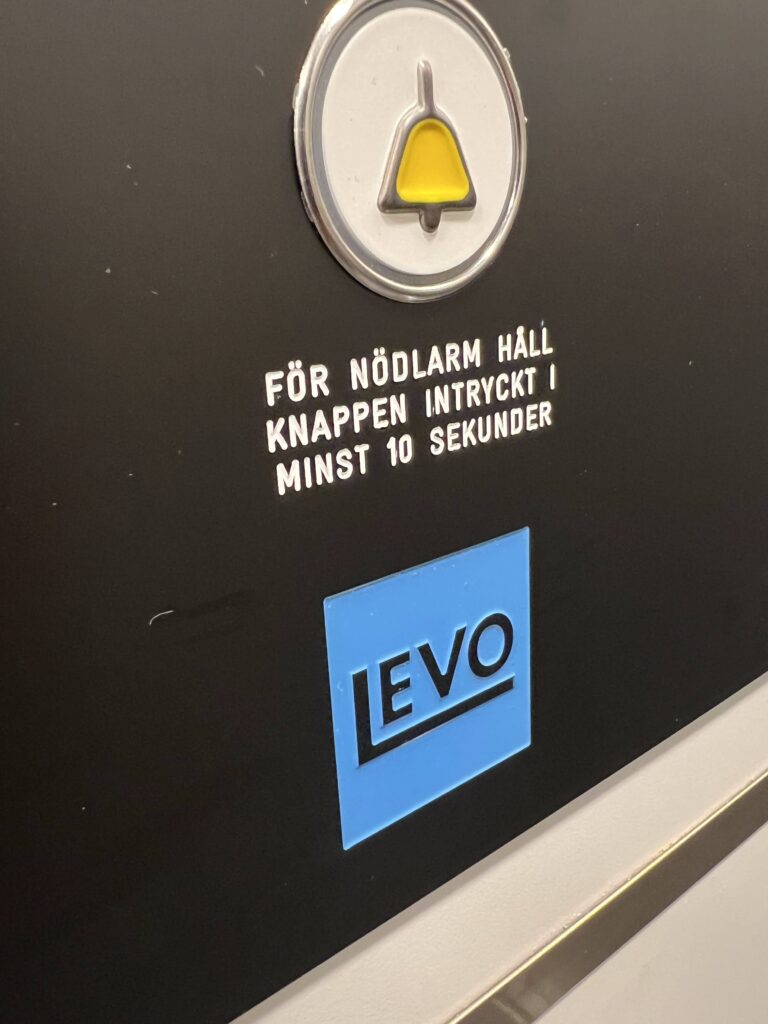 FÖR NÖDLARM HÅLL
KNAPPEN INTRYCKT I
MINST 10 SEKUNDER
LEVO